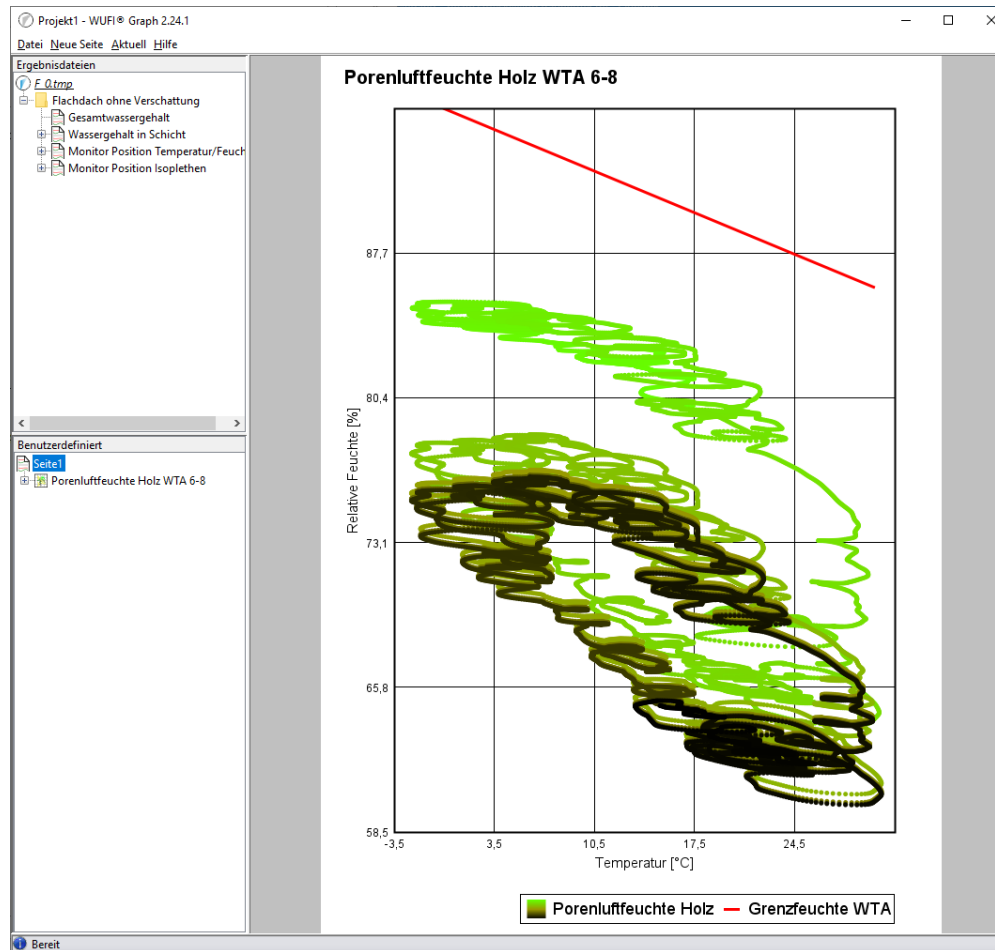 Projekt1 - WUFI® Graph 2.24.1
Datei Neue Seite Aktuell Hilfe
Ergebnisdateien
F_0.tmp
Flachdach ohne Verschattung
Gesamtwassergehalt
Wassergehalt in Schicht
Monitor Position Temperatur/Feuch
Monitor Position Isoplethen
Benutzerdefiniert
Seite1
Porenluftfeuchte Holz WTA 6-8
Porenluftfeuchte Holz WTA 6-8
87,7
80,4
73,1
65,8
58,5
Relative Feuchte [%]
-3,5 3,5 10,5 17,5 24,5
Temperatur [°C]
Porenluftfeuchte Holz Grenzfeuchte WTA
Bereit